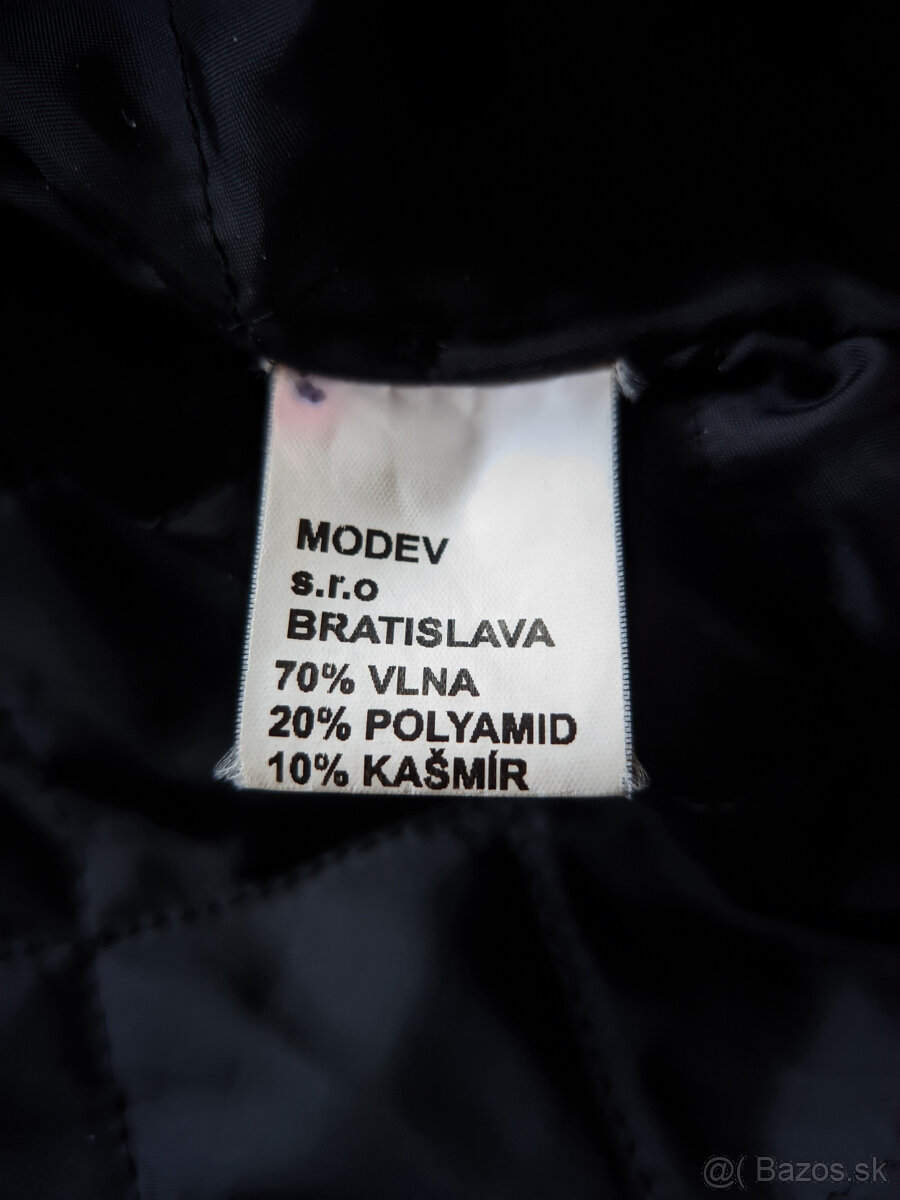 MODEV
s.r.o
BRATISLAVA
70% VLNA
20% POLYAMID
10% KAŠMÍR
@( Bazos.sk